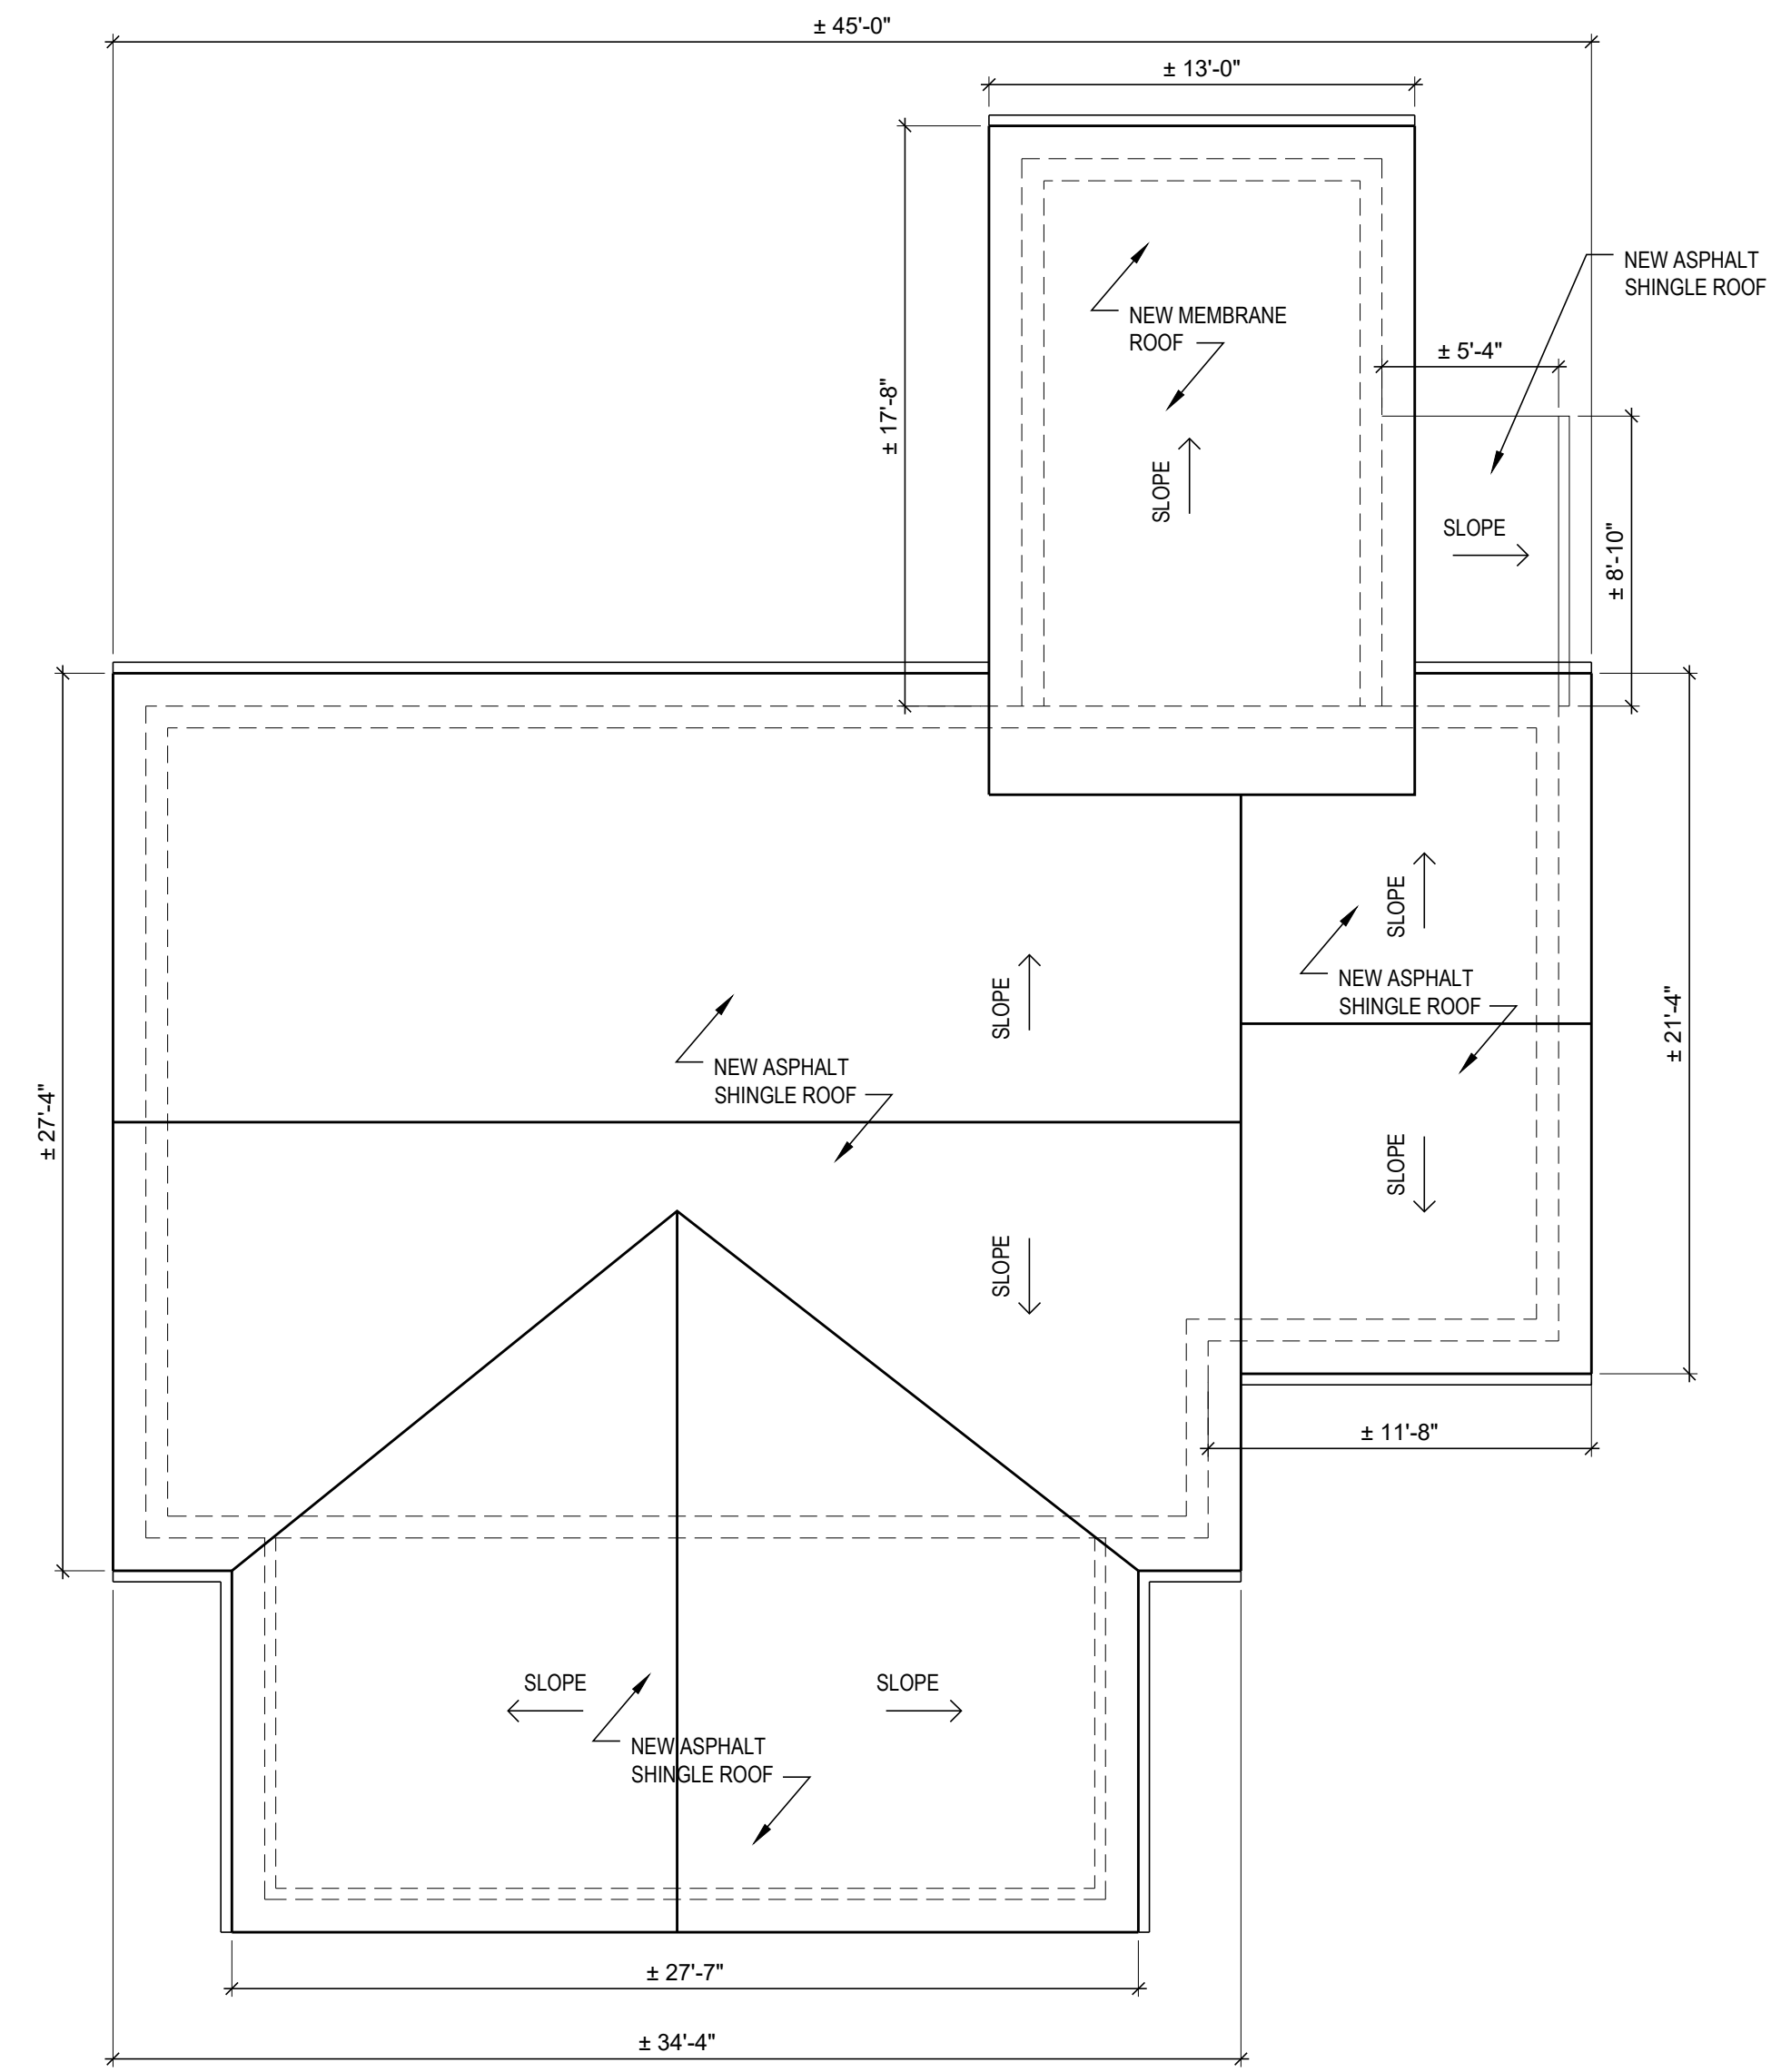 ± 45'-0"
± 13'-0"
NEW ASPHALT
SHINGLE ROOF
NEW MEMBRANE
ROOF
± 5'-4"
± 17'-8"
SLOPE
SLOPE
± 8'-10"
SLOPE
NEW ASPHALT
SHINGLE ROOF
SLOPE
± 21'-4"
NEW ASPHALT
SHINGLE ROOF
± 27'-4"
SLOPE
SLOPE
± 11'-8"
SLOPE
SLOPE
NEW ASPHALT
SHINGLE ROOF
± 27'-7"
± 34'-4"